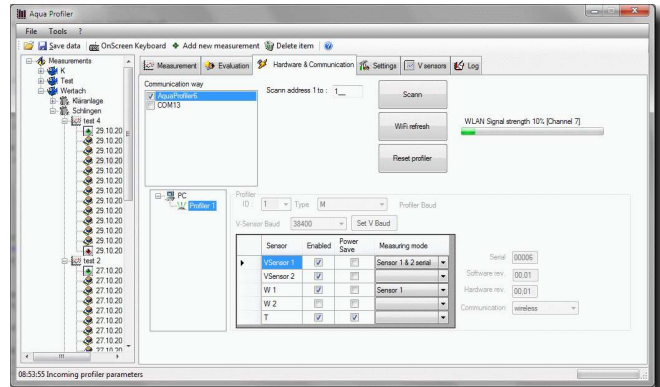 Aqua Profiler
File Tools ?
Save data OnScreen Keyboard Add new measurement Delete item
Measurements
K
Test
Wertach
Käranlage
Schlingen
test 4
29.10.20
29.10.20
29.10.20
29.10.20
29.10.20
29.10.20
29.10.20
29.10.20
29.10.20
29.10.20
29.10.20
29.10.20
test 2
27.10.20
27.10.20
27.10.20
27.10.20
27.10.20
27.10.20
27.10.20
27.10.20
Measurement Evaluation Hardware & Communication Settings V sensors Log
Communication way
AquaProfiler6
COM13
Scann address 1 to : 1__
Scann
WiFi refresh
Reset profiler
WLAN Signal strength 10% [Channel 7]
PC
Profiler 1
Profiler
ID : 1 Type M Profiler Baud
V-Sensor Baud 38400 Set V Baud
Sensor Enabled Power Save Measuring mode
VSensor 1 Sensor 1 & 2 serial
VSensor 2
W 1 Sensor 1
W 2
T
Serial 00006
Software rev. 00.01
Hardware rev. 00.01
Communication wireless
08:53:55 Incoming profiler parameters